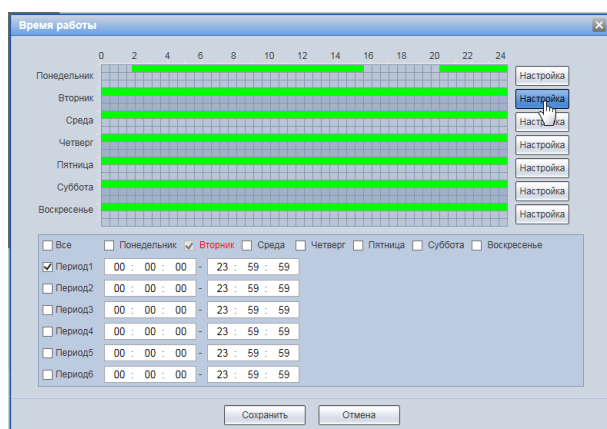 Время работы
0 2 4 6 8 10 12 14 16 18 20 22 24
Понедельник Настройка
Вторник Настройка
Среда Настройка
Четверг Настройка
Пятница Настройка
Суббота Настройка
Воскресенье Настройка
Все Понедельник Вторник Среда Четверг Пятница Суббота Воскресенье
Период1 00 : 00 : 00 - 23 : 59 : 59
Период2 00 : 00 : 00 - 23 : 59 : 59
Период3 00 : 00 : 00 - 23 : 59 : 59
Период4 00 : 00 : 00 - 23 : 59 : 59
Период5 00 : 00 : 00 - 23 : 59 : 59
Период6 00 : 00 : 00 - 23 : 59 : 59
Сохранить Отмена